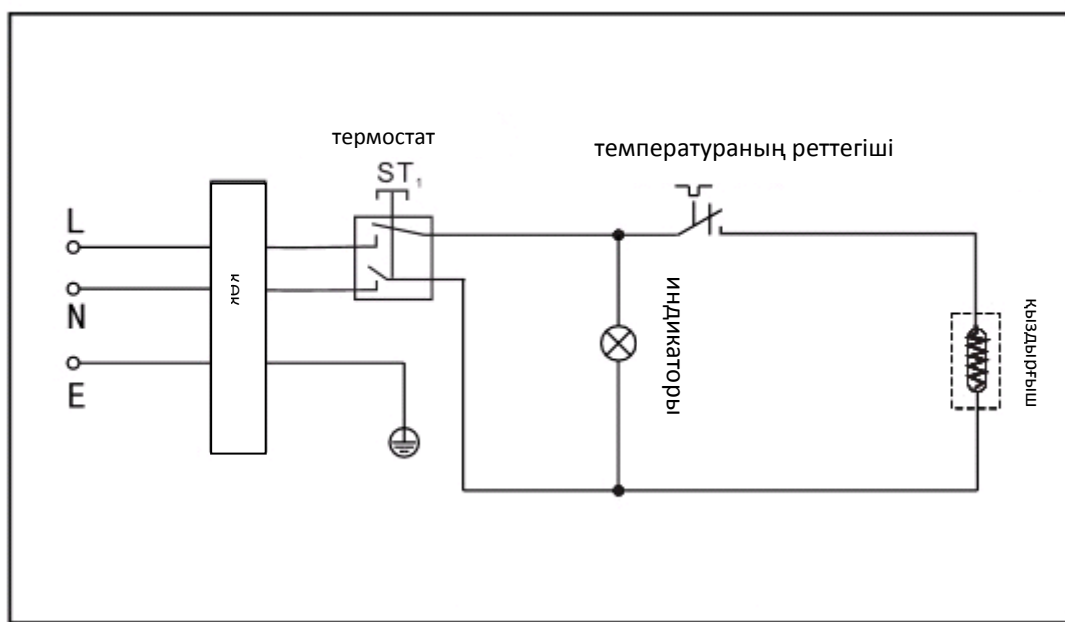 термостат
ST₁
температураның реттегіші
L
N
E
индикаторы
қыздырғыш